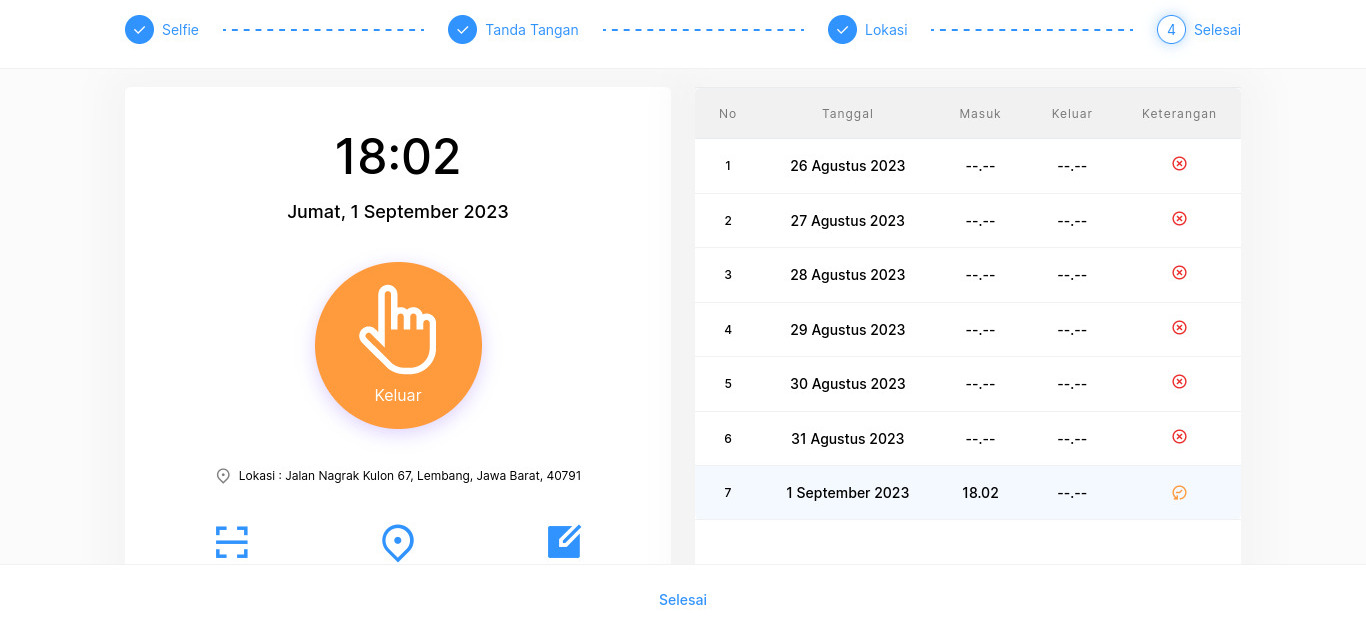 Selfie Tanda Tangan Lokasi 4 Selesai
18:02
Jumat, 1 September 2023
Keluar
Lokasi : Jalan Nagrak Kulon 67, Lembang, Jawa Barat, 40791
No Tanggal Masuk Keluar Keterangan
1 26 Agustus 2023 --.-- --.--
2 27 Agustus 2023 --.-- --.--
3 28 Agustus 2023 --.-- --.--
4 29 Agustus 2023 --.-- --.--
5 30 Agustus 2023 --.-- --.--
6 31 Agustus 2023 --.-- --.--
7 1 September 2023 18.02 --.--
Selesai